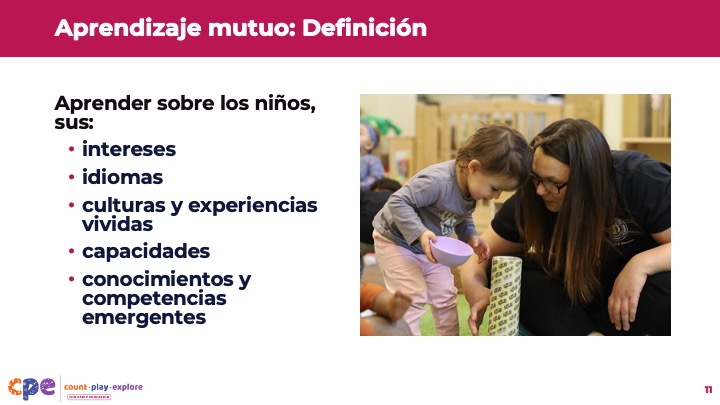 Aprendizaje mutuo: Definición
Aprender sobre los niños,
sus:
• intereses
• idiomas
• culturas y experiencias
vividas
• capacidades
• conocimientos y
competencias
emergentes
cpe
count·play·explore
11